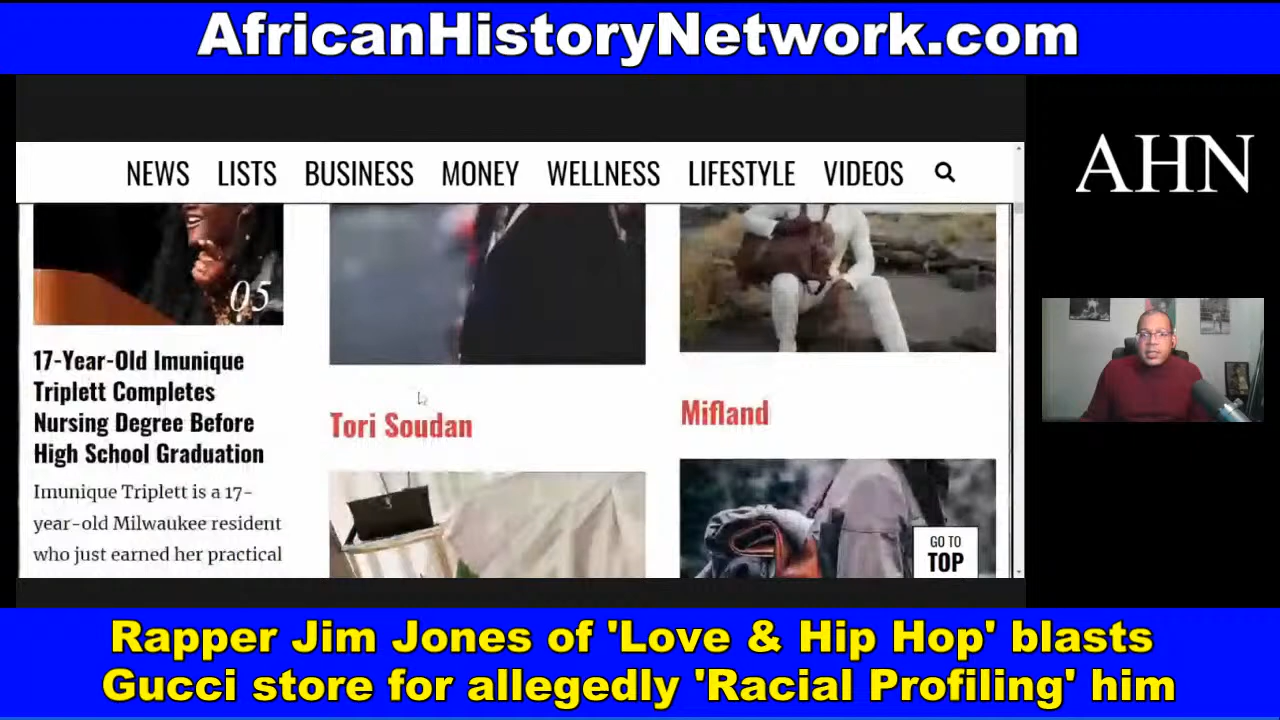 AfricanHistoryNetwork.com
AHN
NEWS LISTS BUSINESS MONEY WELLNESS LIFESTYLE VIDEOS
05
17-Year-Old Imunique
Triplett Completes
Nursing Degree Before
High School Graduation
Imunique Triplett is a 17-
year-old Milwaukee resident
who just earned her practical
Tori Soudan
Mifland
GO TO
TOP
Rapper Jim Jones of 'Love & Hip Hop' blasts
Gucci store for allegedly 'Racial Profiling' him